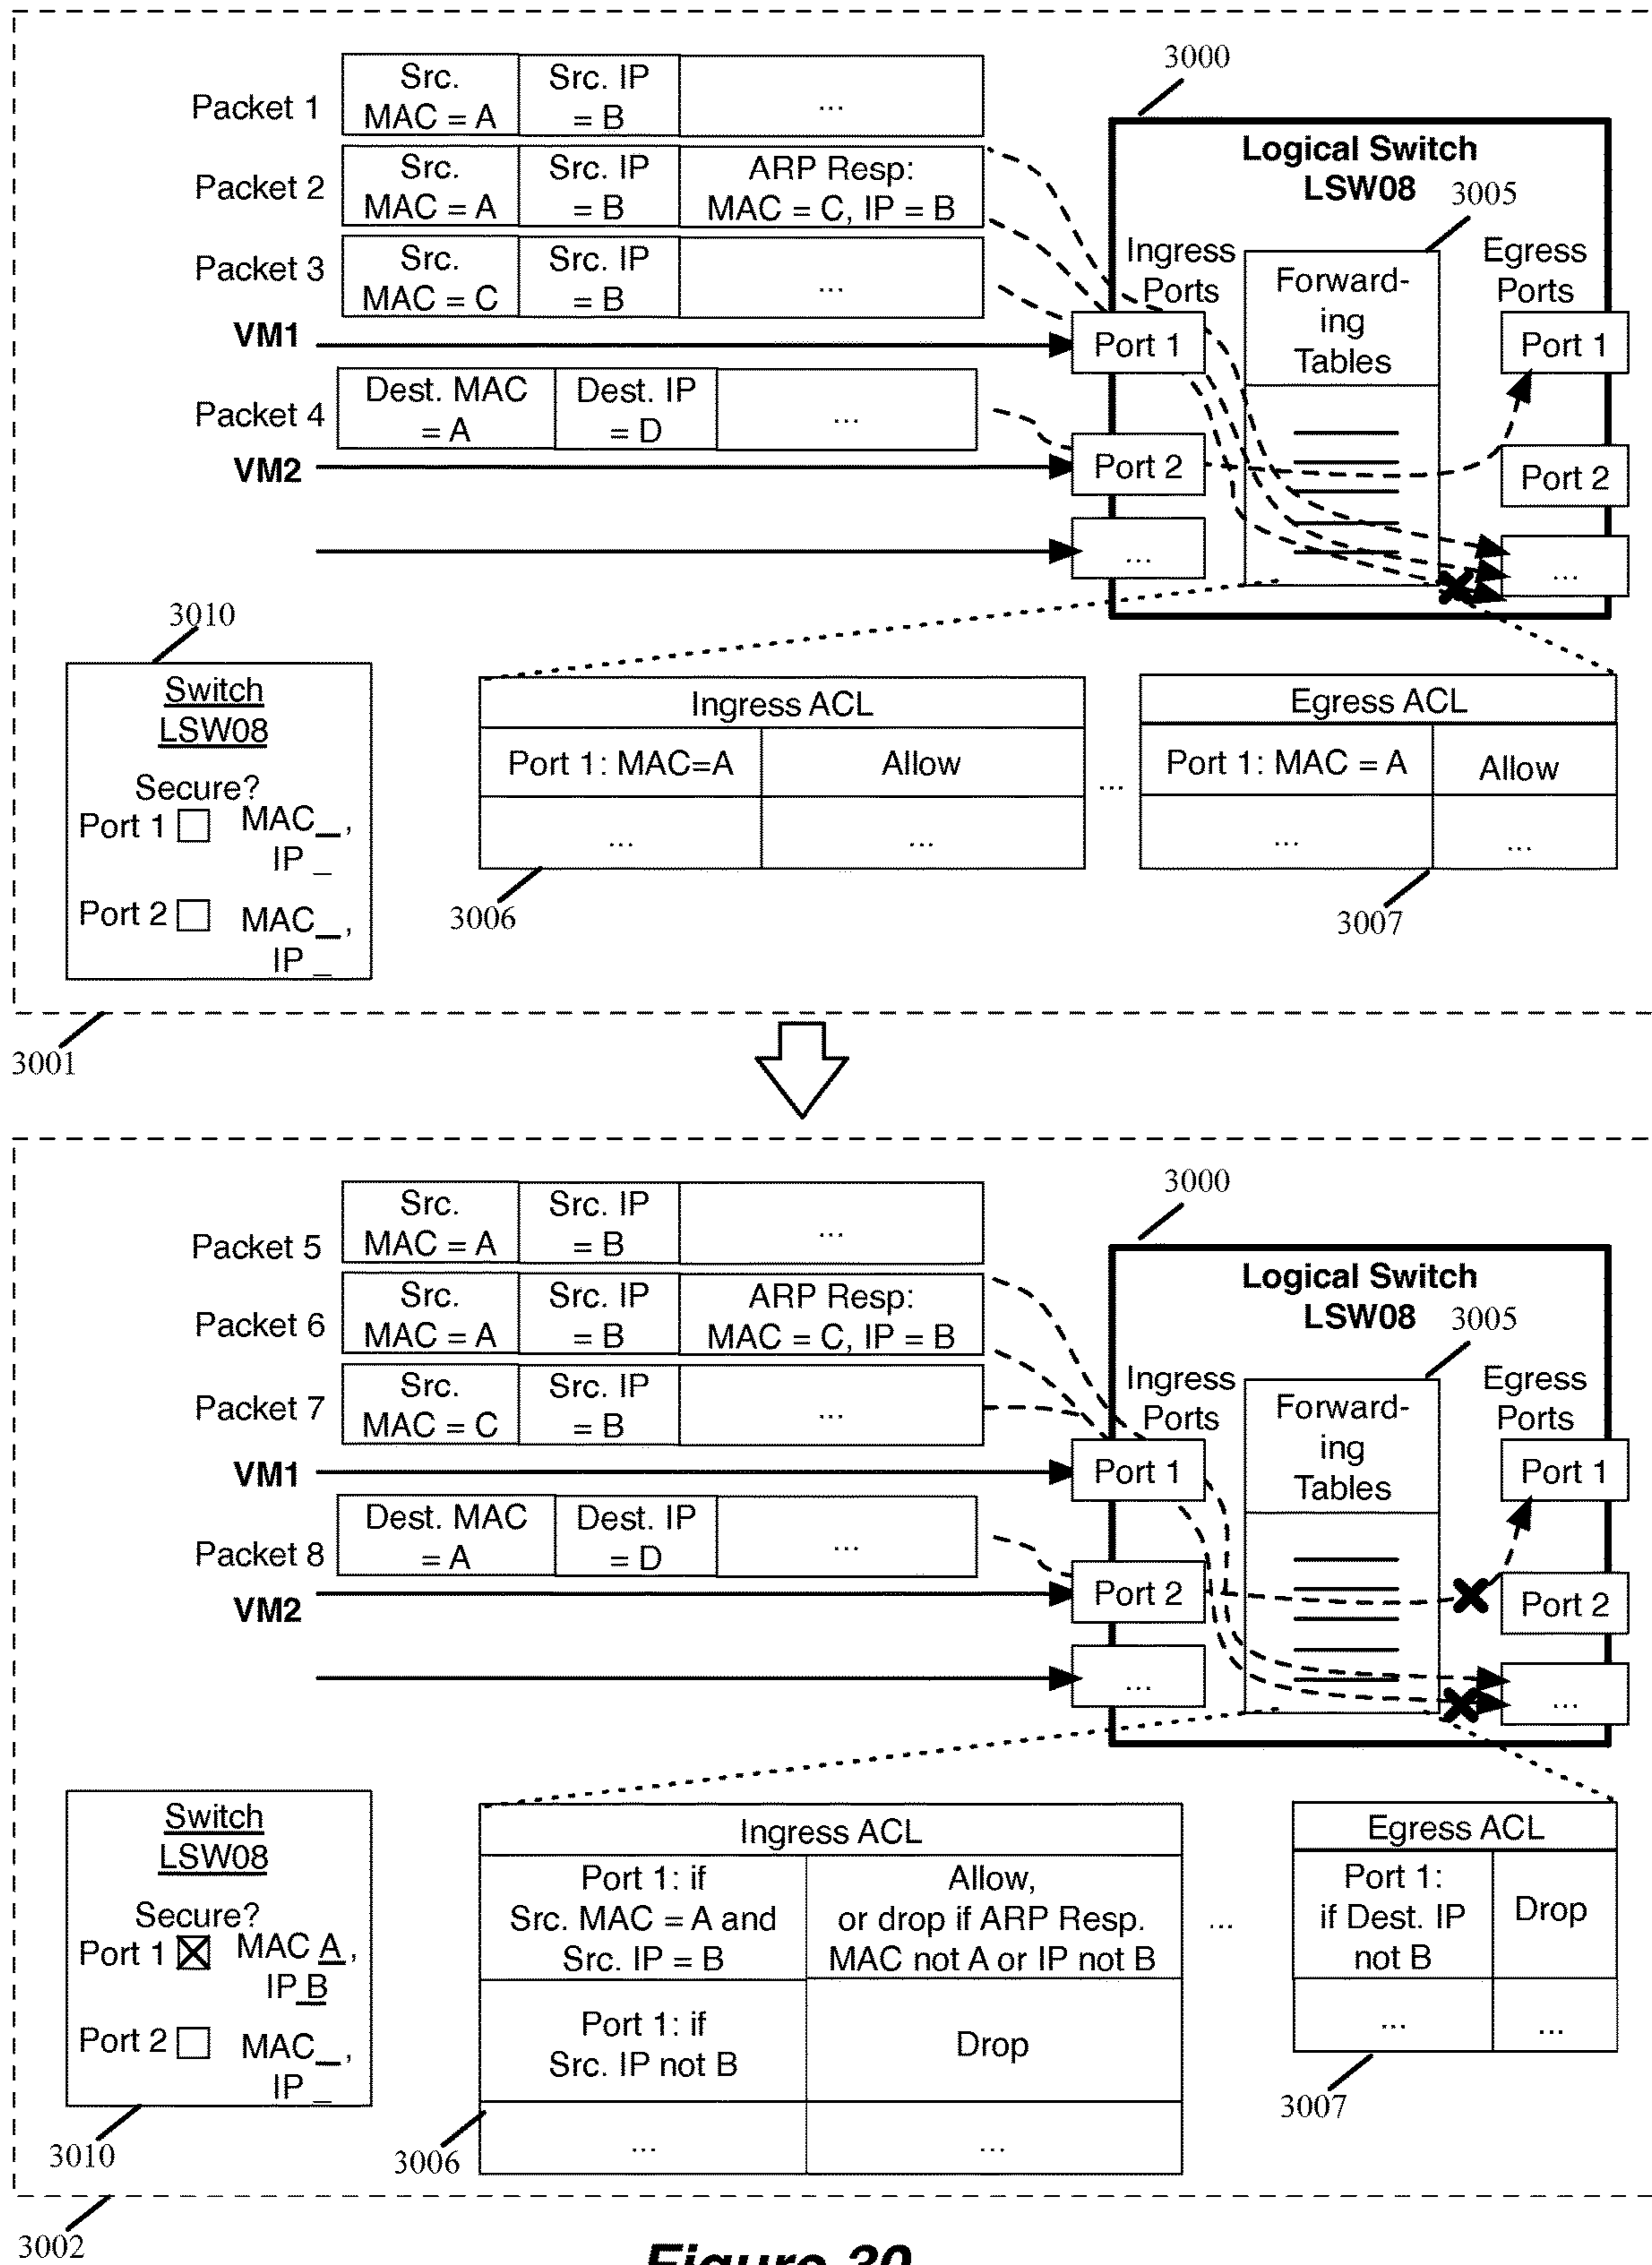 3000
Packet 1
Src. MAC = A
Src. IP = B
...
Packet 2
Src. MAC = A
Src. IP = B
ARP Resp: MAC = C, IP = B
Packet 3
Src. MAC = C
Src. IP = B
...
VM1
Packet 4
Dest. MAC = A
Dest. IP = D
...
VM2
Logical Switch
LSW08
3005
Ingress Ports
Forward-
ing
Tables
Egress Ports
Port 1
Port 1
Port 2
Port 2
...
...
3010
Switch
LSW08
Secure?
Port 1 MAC_,
IP _
Port 2 MAC_,
IP _
Ingress ACL
Port 1: MAC=A
Allow
...
...
...
Egress ACL
Port 1: MAC = A
Allow
...
...
3006
3007
3001
3000
Packet 5
Src. MAC = A
Src. IP = B
...
Packet 6
Src. MAC = A
Src. IP = B
ARP Resp: MAC = C, IP = B
Packet 7
Src. MAC = C
Src. IP = B
...
VM1
Packet 8
Dest. MAC = A
Dest. IP = D
...
VM2
Logical Switch
LSW08
3005
Ingress Ports
Forward-
ing
Tables
Egress Ports
Port 1
Port 1
Port 2
Port 2
...
...
Switch
LSW08
Secure?
Port 1 MAC A,
IP B
Port 2 MAC_,
IP _
3010
Ingress ACL
Port 1: if
Src. MAC = A and
Src. IP = B
Allow,
or drop if ARP Resp.
MAC not A or IP not B
Port 1: if
Src. IP not B
Drop
...
...
3006
...
Egress ACL
Port 1:
if Dest. IP
not B
Drop
...
...
3007
3002
Figure 30